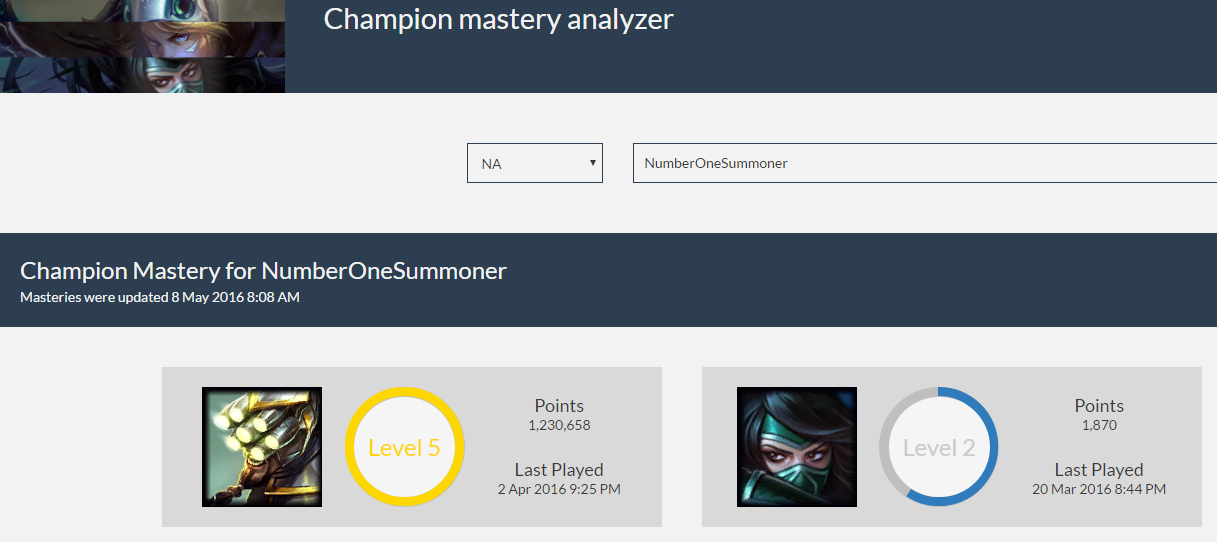 Champion mastery analyzer
NA
NumberOneSummoner
Champion Mastery for NumberOneSummoner
Masteries were updated 8 May 2016 8:08 AM
Level 5
Points
1,230,658
Last Played
2 Apr 2016 9:25 PM
Level 2
Points
1,870
Last Played
20 Mar 2016 8:44 PM